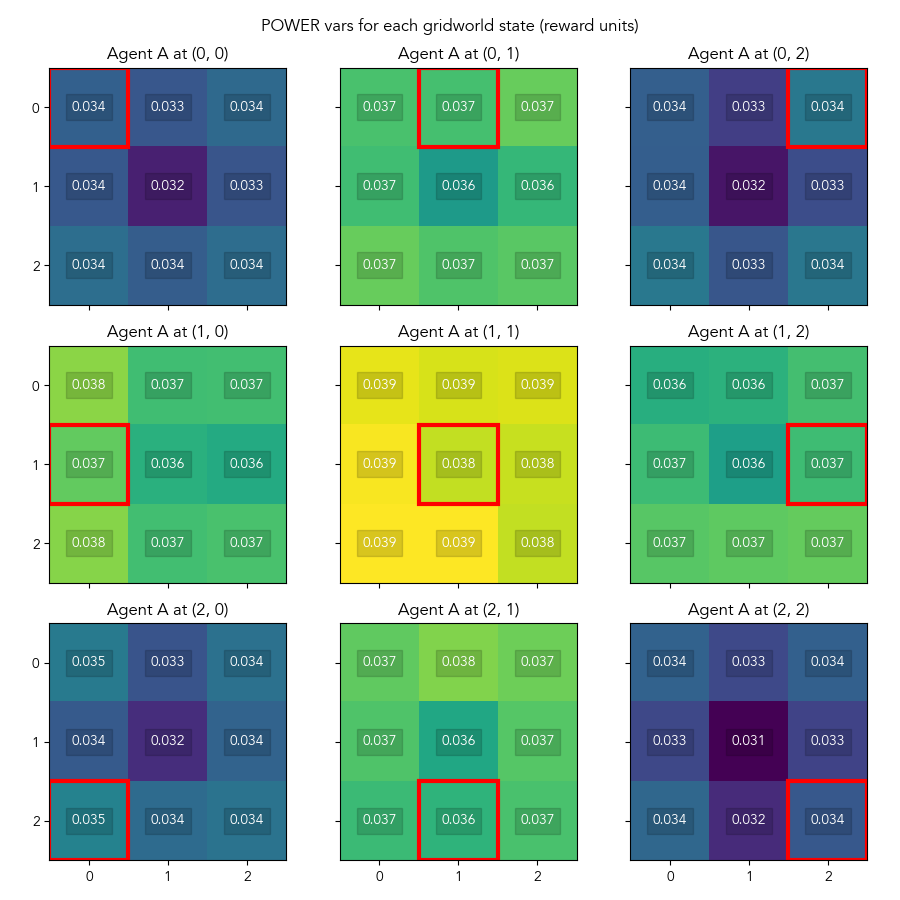 POWER vars for each gridworld state (reward units)
Agent A at (0, 0) Agent A at (0, 1) Agent A at (0, 2)
0 0.034 0.033 0.034 0.037 0.037 0.037 0.034 0.033 0.034
1 0.034 0.032 0.033 0.037 0.036 0.036 0.034 0.032 0.033
2 0.034 0.034 0.034 0.037 0.037 0.037 0.034 0.033 0.034
Agent A at (1, 0) Agent A at (1, 1) Agent A at (1, 2)
0 0.038 0.037 0.037 0.039 0.039 0.039 0.036 0.036 0.037
1 0.037 0.036 0.036 0.039 0.038 0.038 0.037 0.036 0.037
2 0.038 0.037 0.037 0.039 0.039 0.038 0.037 0.037 0.037
Agent A at (2, 0) Agent A at (2, 1) Agent A at (2, 2)
0 0.035 0.033 0.034 0.037 0.038 0.037 0.034 0.033 0.034
1 0.034 0.032 0.034 0.037 0.036 0.037 0.033 0.031 0.033
2 0.035 0.034 0.034 0.037 0.036 0.037 0.034 0.032 0.034
0 1 2 0 1 2 0 1 2